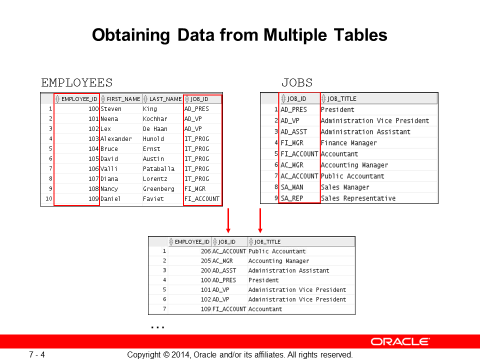 Obtaining Data from Multiple Tables
EMPLOYEES
EMPLOYEE_ID FIRST_NAME LAST_NAME JOB_ID
1 100 Steven King AD_PRES
2 101 Neena Kochhar AD_VP
3 102 Lex De Haan AD_VP
4 103 Alexander Hunold IT_PROG
5 104 Bruce Ernst IT_PROG
6 105 David Austin IT_PROG
7 106 Valli Pataballa IT_PROG
8 107 Diana Lorentz IT_PROG
9 108 Nancy Greenberg FI_MGR
10 109 Daniel Faviet FI_ACCOUNT
JOBS
JOB_ID JOB_TITLE
1 AD_PRES President
2 AD_VP Administration Vice President
3 AD_ASST Administration Assistant
4 FI_MGR Finance Manager
5 FI_ACCOUNT Accountant
6 AC_MGR Accounting Manager
7 AC_ACCOUNT Public Accountant
8 SA_MAN Sales Manager
9 SA_REP Sales Representative
EMPLOYEE_ID JOB_ID JOB_TITLE
1 206 AC_ACCOUNT Public Accountant
2 205 AC_MGR Accounting Manager
3 200 AD_ASST Administration Assistant
4 100 AD_PRES President
5 101 AD_VP Administration Vice President
6 102 AD_VP Administration Vice President
7 109 FI_ACCOUNT Accountant
...
ORACLE
7 - 4 Copyright © 2014, Oracle and/or its affiliates. All rights reserved.